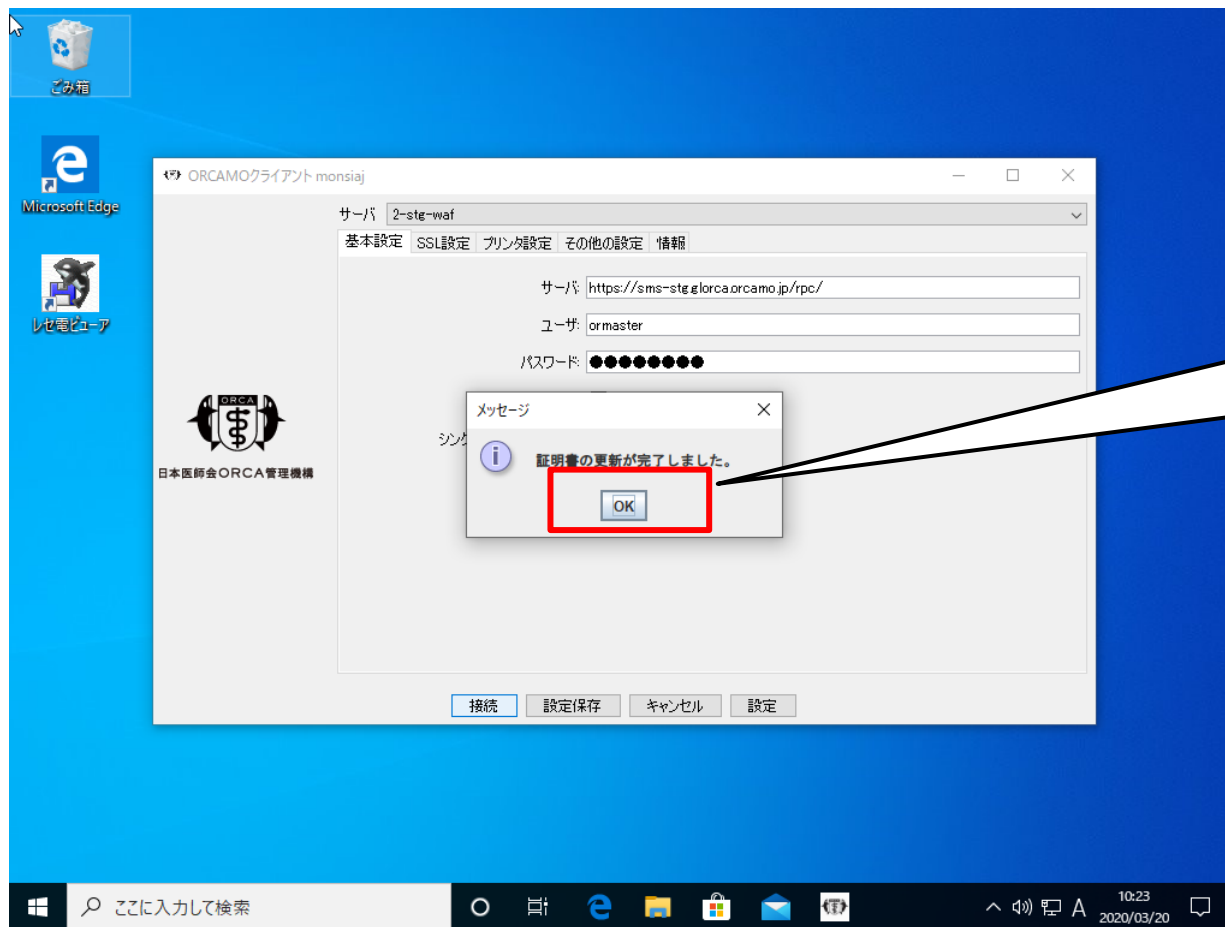 ごみ箱
Microsoft Edge
レセ電ビューア
ORCAMOクライアント monsiaj
サーバ 2-stg-waf
基本設定 SSL設定 プリンタ設定 その他の設定 情報
サーバ: https://sms-stg.glorca.orcamo.jp/rpc/
ユーザ: ormaster
パスワード: ●●●●●●●●
シング
ORCA
日本医師会ORCA管理機構
メッセージ
証明書の更新が完了しました。
OK
接続 設定保存 キャンセル 設定
ここに入力して検索
A
10:23
2020/03/20